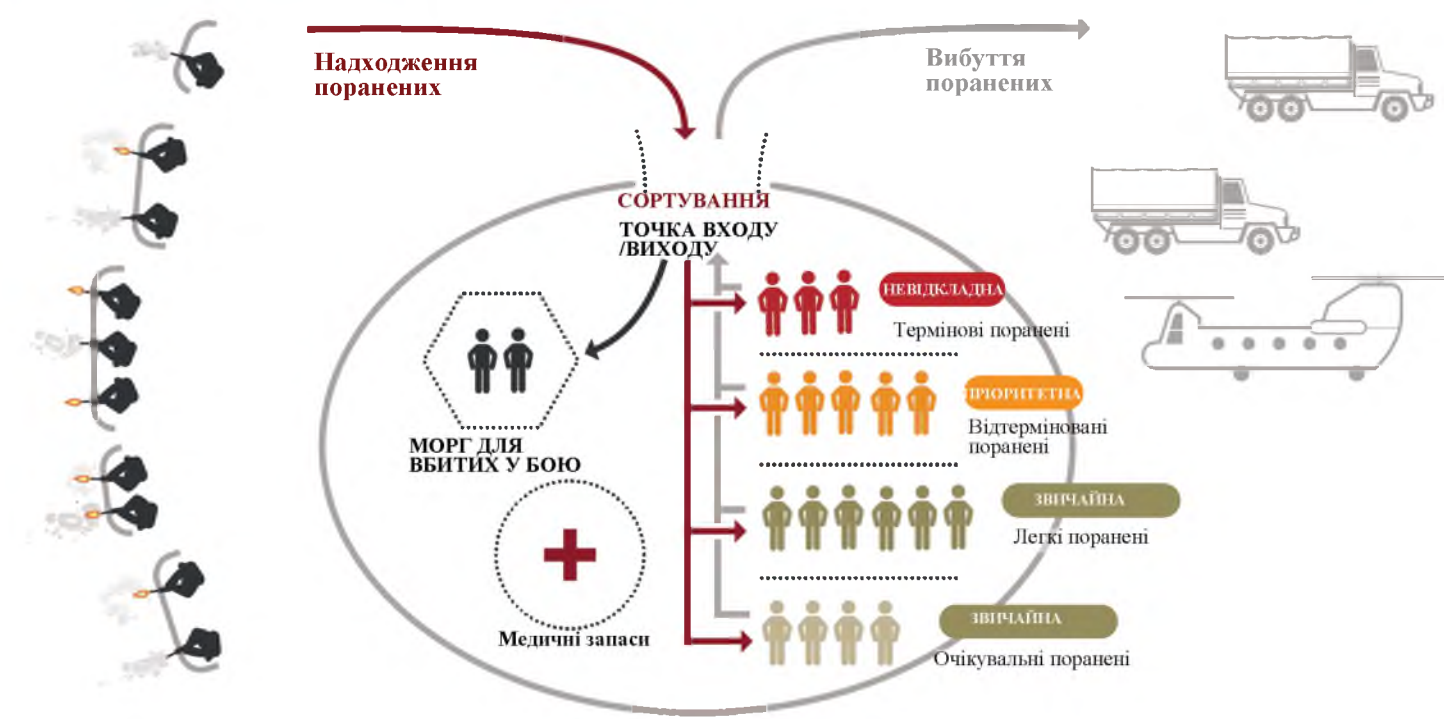 Надходження
поранених
Вибуття
поранених
СОРТУВАННЯ
ТОЧКА ВХОДУ
/ВИХОДУ
НЕВІДКЛАДНА
Термінові поранені
ПРІОРИТЕТНА
Відтерміновані
поранені
МОРГ ДЛЯ
ВБИТИХ У БОЮ
ЗВИЧАЙНА
Легкі поранені
Медичні запаси
ЗВИЧАЙНА
Очікувальні поранені